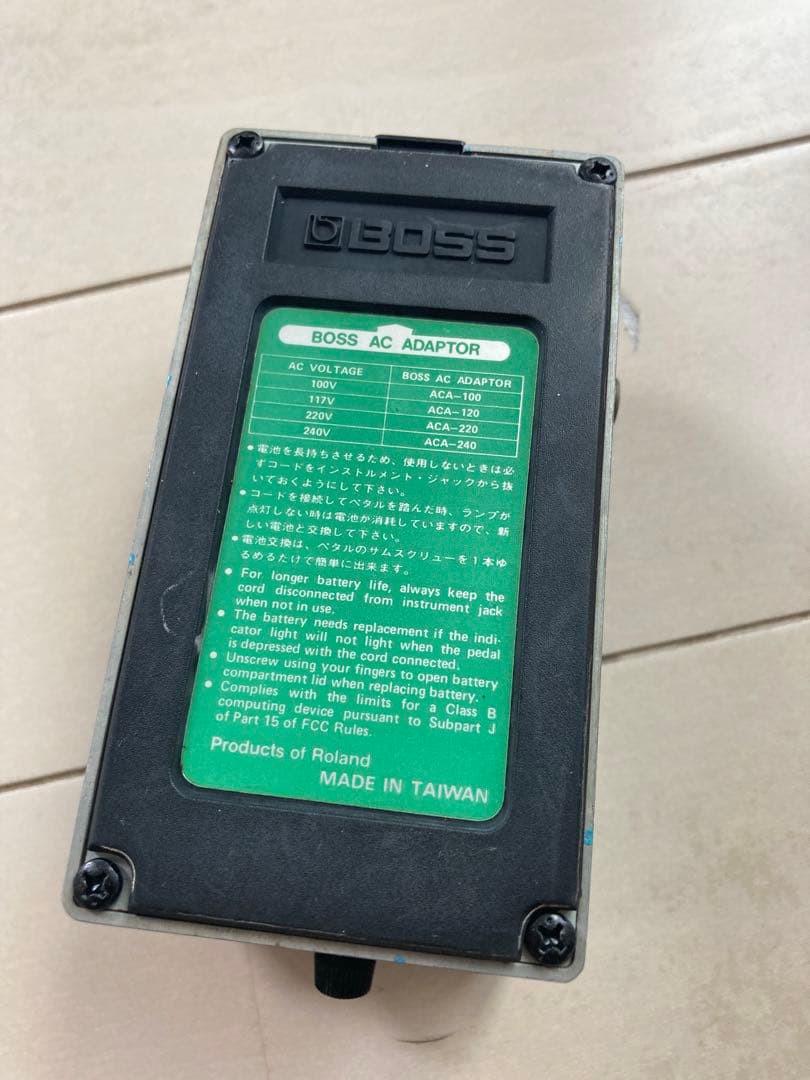 BOSS
BOSS AC ADAPTOR
AC VOLTAGE BOSS AC ADAPTOR
100V ACA-100
117V ACA-120
220V ACA-220
240V ACA-240
●電池を長持ちさせるため、使用しないときは必
ずコードをインストルメント・ジャックから抜
いておくようにして下さい。
●コードを接続してペタルを踏んだ時、ランプが
点灯しない時は電池が消耗していますので、新
しい電池と交換して下さい。
●電池交換は、ペタルのサムスクリューを1本ゆ
るめるたけで簡単に出来ます。
● For longer battery life, always keep the
cord disconnected from instrument jack
when not in use.
● The battery needs replacement if the indi-
cator light will not light when the pedal
is depressed with the cord connected.
● Unscrew using your fingers to open battery
compartment lid when replacing battery.
● Complies with the limits for a Class B
computing device pursuant to Subpart J
of Part 15 of FCC Rules.
Products of Roland
MADE IN TAIWAN